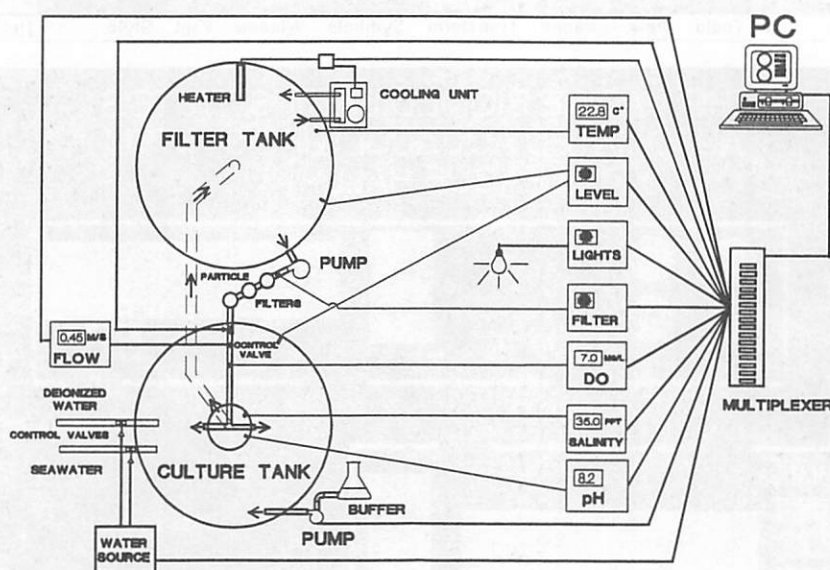 PC
HEATER
COOLING UNIT
FILTER TANK
22.8 C°
TEMP
LEVEL
PUMP
PARTICLE
FILTERS
LIGHTS
FILTER
0.45 M/S
FLOW
CONTROL
VALVE
7.0 MG/L
DO
MULTIPLEXER
DEIONIZED
WATER
CONTROL VALVES
SEAWATER
35.0 PPT
SALINITY
CULTURE TANK
8.2
pH
BUFFER
PUMP
WATER
SOURCE